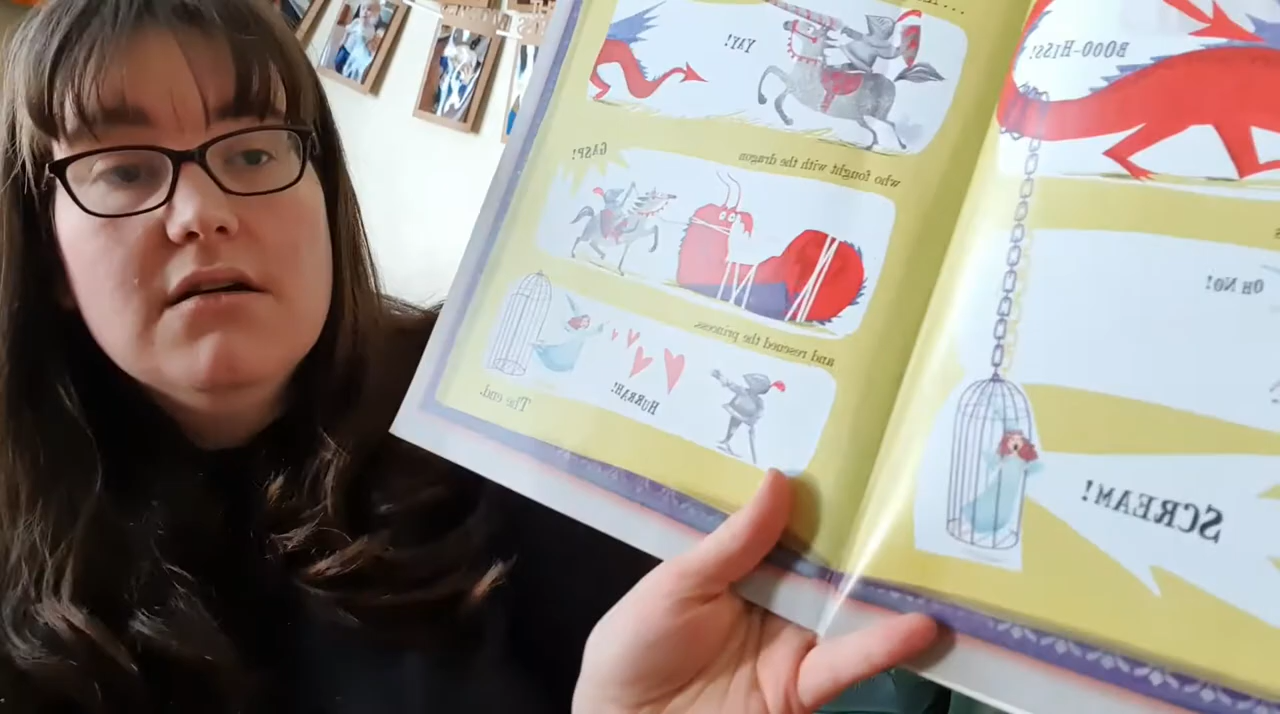 BOOO-HISS!
OH NO!
SCREAM!
YAY!
who fought with the dragon
GASP!
and rescued the princess.
HURRAH!
The end.